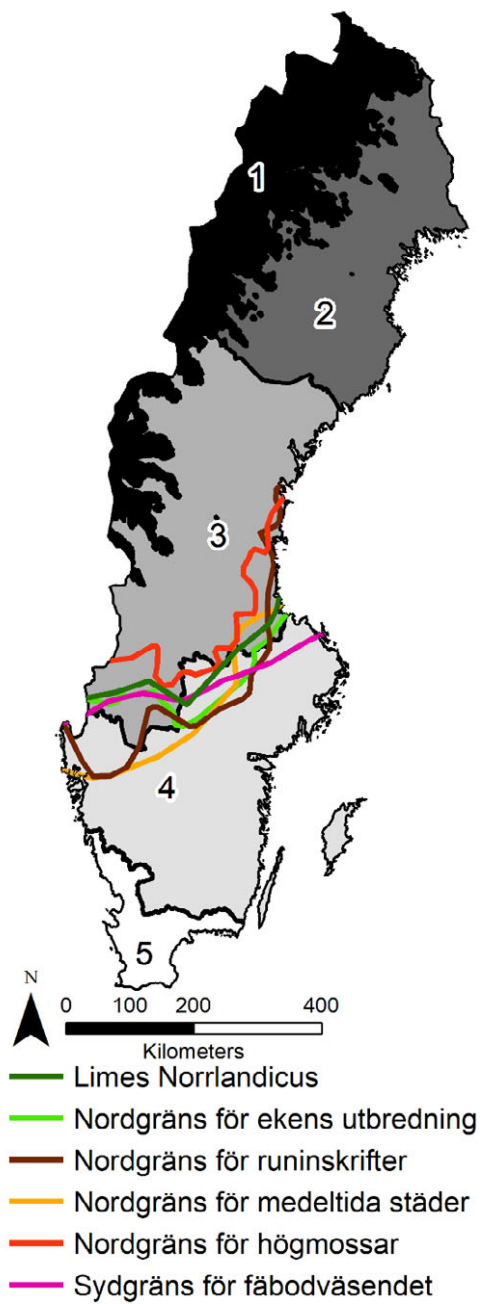 1
2
3
4
5
N
0 100 200 400
Kilometers
Limes Norrlandicus
Nordgräns för ekens utbredning
Nordgräns för runinskrifter
Nordgräns för medeltida städer
Nordgräns för högmossar
Sydgräns för fäbodväsendet